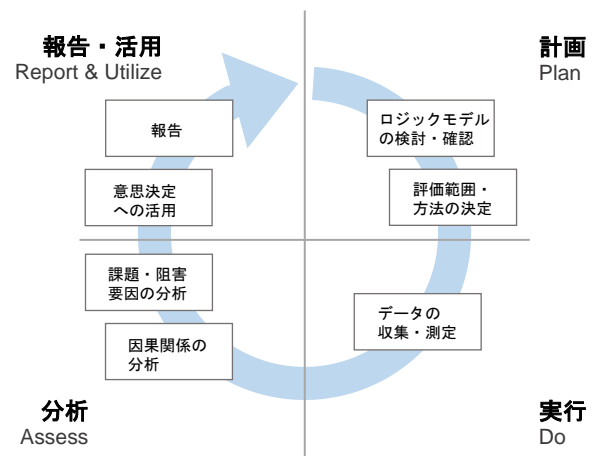 報告・活用
Report & Utilize
計画
Plan
報告
意思決定
への活用
ロジックモデル
の検討・確認
評価範囲・
方法の決定
課題・阻害
要因の分析
因果関係の
分析
データの
収集・測定
分析
Assess
実行
Do